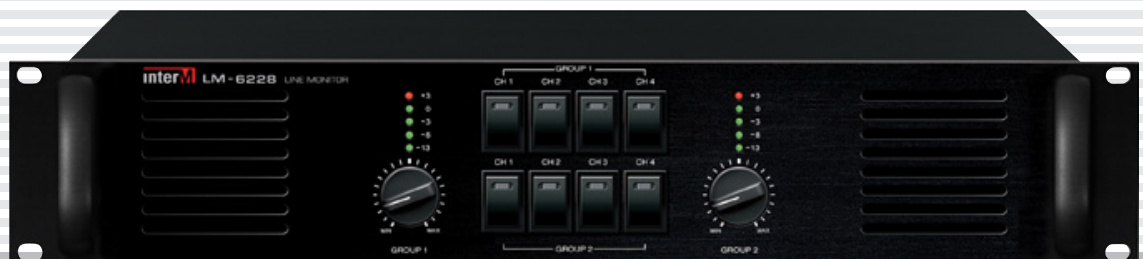 interM LM-6228 LINE MONITOR
GROUP 1
CH 1 CH 2 CH 3 CH 4
+3
0
-3
-8
-13
MIN MAX
GROUP 1
CH 1 CH 2 CH 3 CH 4
GROUP 2
+3
0
-3
-8
-13
MIN MAX
GROUP 2